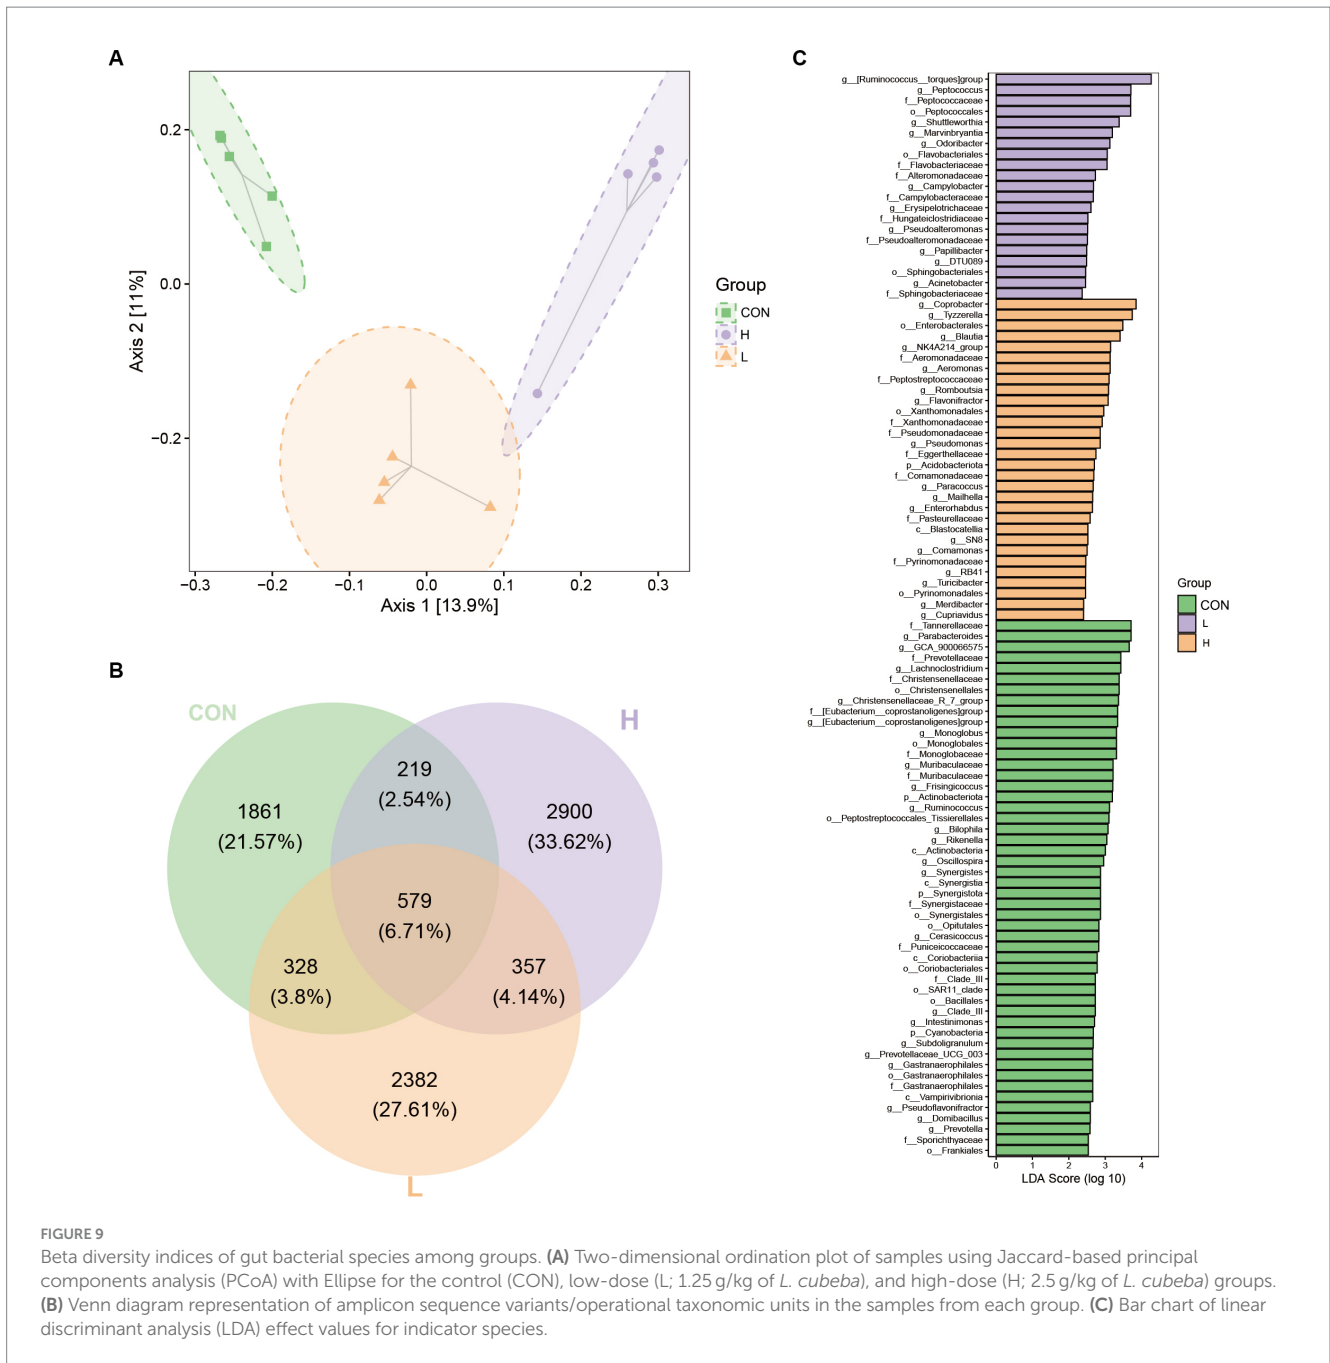 A
0.2
0.0
−0.2
Axis 2 [11%]
−0.3
−0.2
−0.1
0.0
0.1
0.2
0.3
Axis 1 [13.9%]
Group
CON
H
L
B
CON
H
L
1861
(21.57%)
219
(2.54%)
2900
(33.62%)
579
(6.71%)
328
(3.8%)
357
(4.14%)
2382
(27.61%)
C
g__[Ruminococcus__torques]group
g__Peptococcus
f__Peptococcaceae
o__Peptococcales
g__Shuttleworthia
g__Marvinbryantia
g__Odoribacter
o__Flavobacteriales
f__Flavobacteriaceae
f__Alteromonadaceae
g__Campylobacter
f__Campylobacteraceae
g__Erysipelotrichaceae
f__Hungateiclostridiaceae
g__Pseudoalteromonas
f__Pseudoalteromonadaceae
g__Papillibacter
g__DTU089
o__Sphingobacteriales
g__Acinetobacter
f__Sphingobacteriaceae
g__Coprobacter
g__Tyzzerella
o__Enterobacterales
g__Blautia
g__NK4A214_group
f__Aeromonadaceae
g__Aeromonas
f__Peptostreptococcaceae
g__Romboutsia
g__Flavonifractor
o__Xanthomonadales
f__Xanthomonadaceae
f__Pseudomonadaceae
g__Pseudomonas
f__Eggerthellaceae
p__Acidobacteriota
f__Comamonadaceae
g__Paracoccus
g__Mailhella
g__Enterorhabdus
f__Pasteurellaceae
c__Blastocatellia
g__SN8
g__Comamonas
f__Pyrinomonadaceae
g__RB41
g__Turicibacter
o__Pyrinomonadales
g__Merdibacter
g__Cupriavidus
f__Tannerellaceae
g__Parabacteroides
g__GCA_900066575
f__Prevotellaceae
g__Lachnoclostridium
f__Christensenellaceae
o__Christensenellales
g__Christensenellaceae_R_7_group
f__[Eubacterium__coprostanoligenes]group
g__[Eubacterium__coprostanoligenes]group
g__Monoglobus
o__Monoglobales
f__Monoglobaceae
g__Muribaculaceae
f__Muribaculaceae
g__Frisingicoccus
p__Actinobacteriota
g__Ruminococcus
o__Peptostreptococcales_Tissierellales
g__Bilophila
g__Rikenella
c__Actinobacteria
g__Oscillospira
g__Synergistes
c__Synergistia
p__Synergistota
f__Synergistaceae
o__Synergistales
o__Opitutales
g__Cerasicoccus
f__Puniceicoccaceae
c__Coriobacteriia
o__Coriobacteriales
f__Clade_III
o__SAR11_clade
o__Bacillales
g__Clade_III
g__Intestinimonas
p__Cyanobacteria
g__Subdoligranulum
g__Prevotellaceae_UCG_003
g__Gastranaerophilales
o__Gastranaerophilales
f__Gastranaerophilales
c__Vampirivibrionia
g__Pseudoflavonifractor
g__Domibacillus
g__Prevotella
f__Sporichthyaceae
o__Frankiales
0
1
2
3
4
LDA Score (log 10)
Group
CON
L
H
FIGURE 9
Beta diversity indices of gut bacterial species among groups. (A) Two-dimensional ordination plot of samples using Jaccard-based principal
components analysis (PCoA) with Ellipse for the control (CON), low-dose (L; 1.25 g/kg of L. cubeba), and high-dose (H; 2.5 g/kg of L. cubeba) groups.
(B) Venn diagram representation of amplicon sequence variants/operational taxonomic units in the samples from each group. (C) Bar chart of linear
discriminant analysis (LDA) effect values for indicator species.